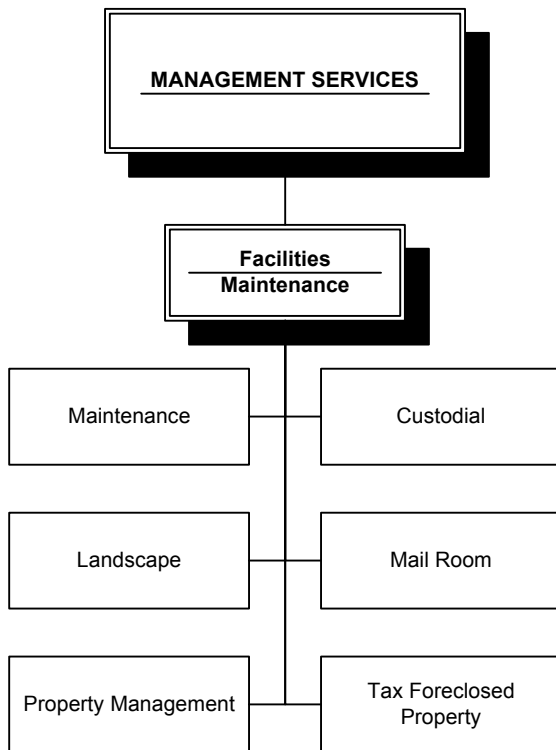 MANAGEMENT SERVICES
Facilities
Maintenance
Maintenance
Custodial
Landscape
Mail Room
Property Management
Tax Foreclosed
Property